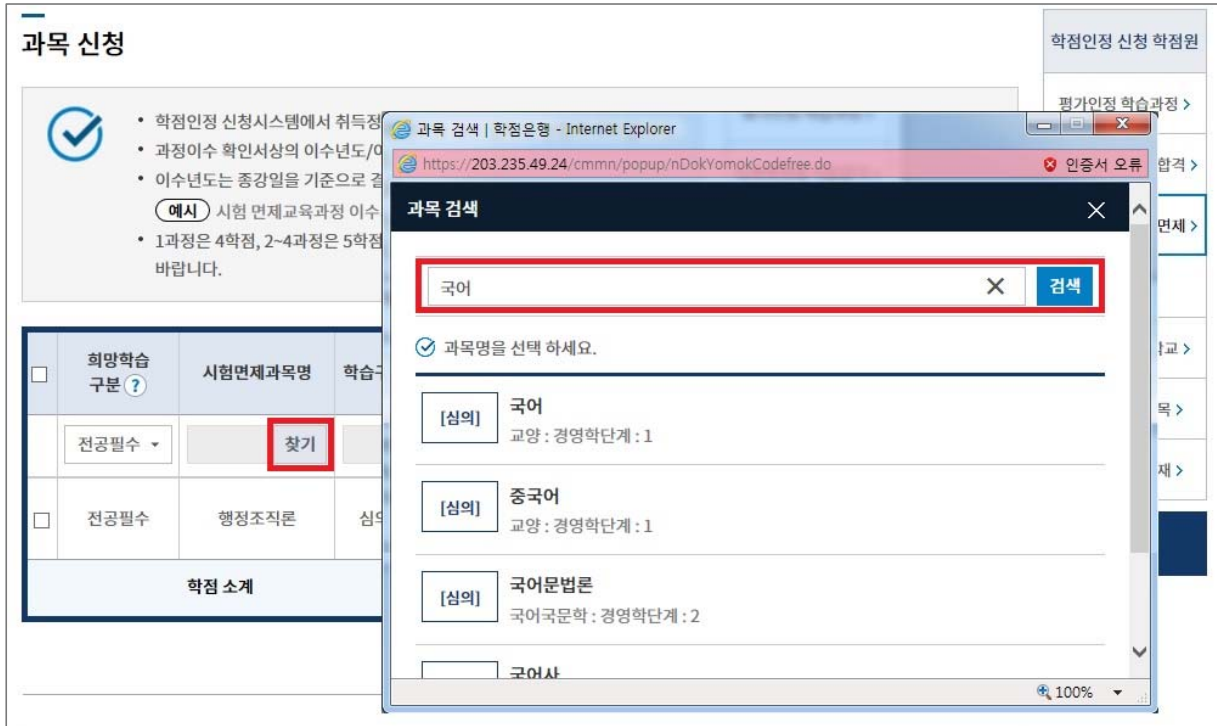 과목 신청
학점인정 신청 학점원
평가인정 학습과정 >
합격 >
면제 >
교 >
목 >
재 >
• 학점인정 신청시스템에서 취득정
• 과정이수 확인서상의 이수년도/
• 이수년도는 종강일을 기준으로 결
예시 시험 면제교육과정 이수
• 1과정은 4학점, 2~4과정은 5학점
바랍니다.
희망학습
구분 ? 시험면제과목명 학습구
전공필수 찾기
전공필수 행정조직론 심의
학점 소계
과목 검색 | 학점은행 - Internet Explorer
https://203.235.49.24/cmmn/popup/nDokYomokCodefree.do 인증서 오류
과목 검색
국어 검색
과목명을 선택 하세요.
[심의] 국어
교양 : 경영학단계 : 1
[심의] 중국어
교양 : 경영학단계 : 1
[심의] 국어문법론
국어국문학 : 경영학단계 : 2
국어사
100%